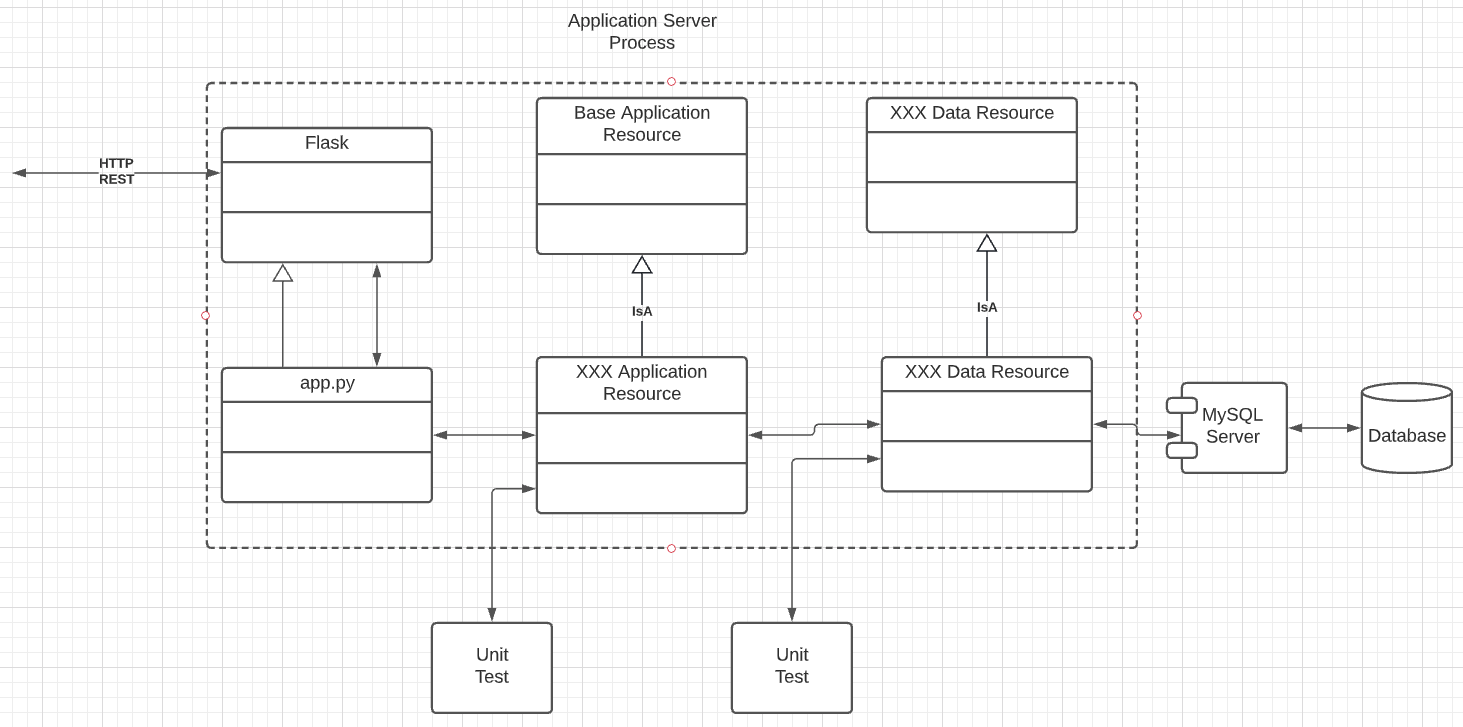 Application Server
Process
Base Application
Resource
XXX Data Resource
Flask
HTTP
REST
IsA
IsA
app.py
XXX Application
Resource
XXX Data Resource
MySQL
Server
Database
Unit
Test
Unit
Test